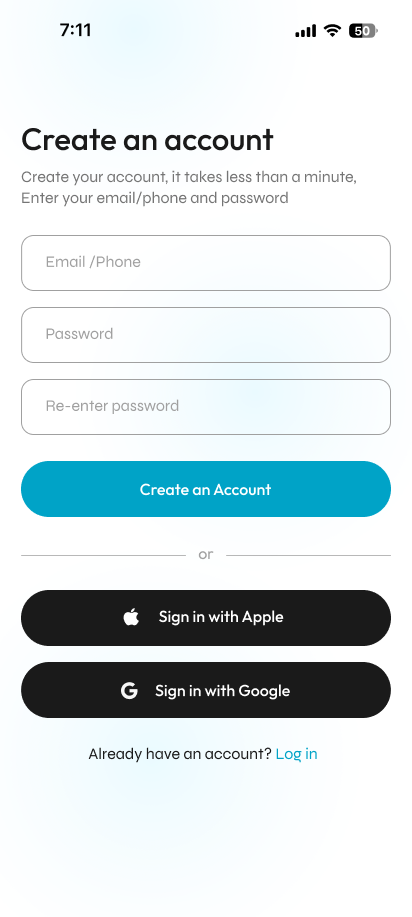 7:11
50
Create an account
Create your account, it takes less than a minute,
Enter your email/phone and password
Email /Phone
Password
Re-enter password
Create an Account
or
Sign in with Apple
Sign in with Google
Already have an account? Log in